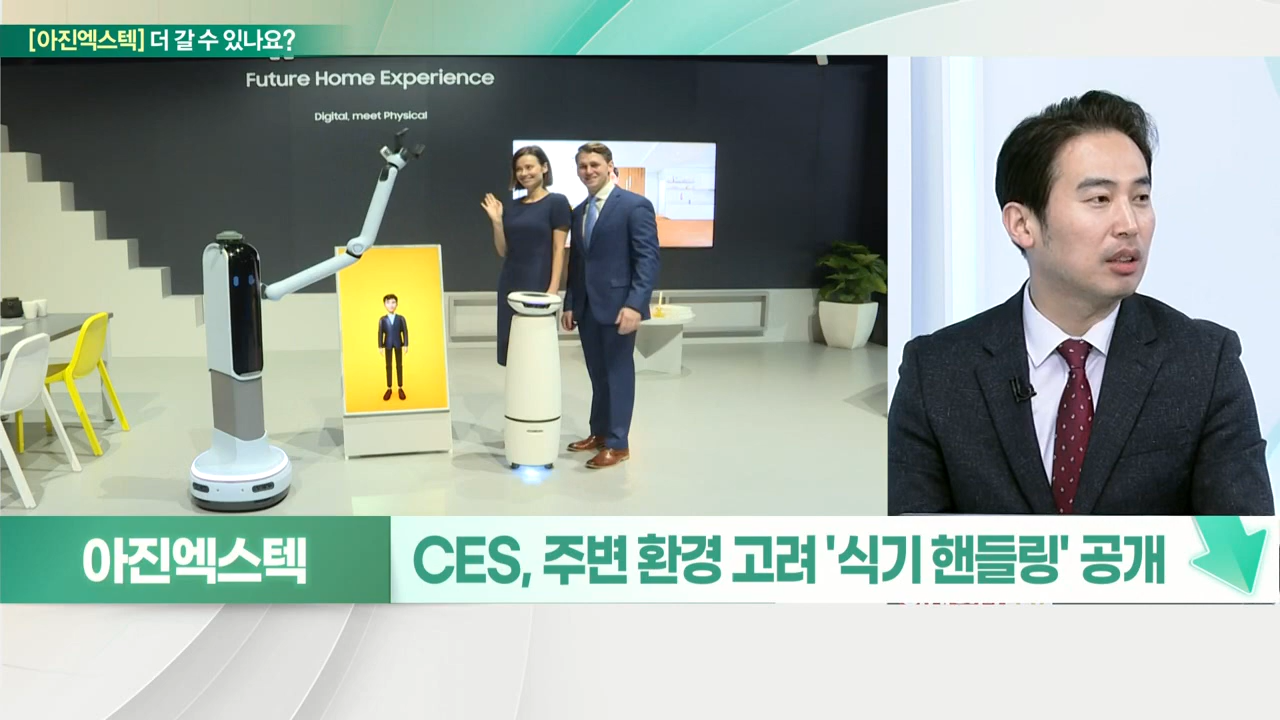 [아진엑스텍] 더 갈 수 있나요?
Future Home Experience
Digital, meet Physical
아진엑스텍
CES, 주변 환경 고려 '식기 핸들링' 공개